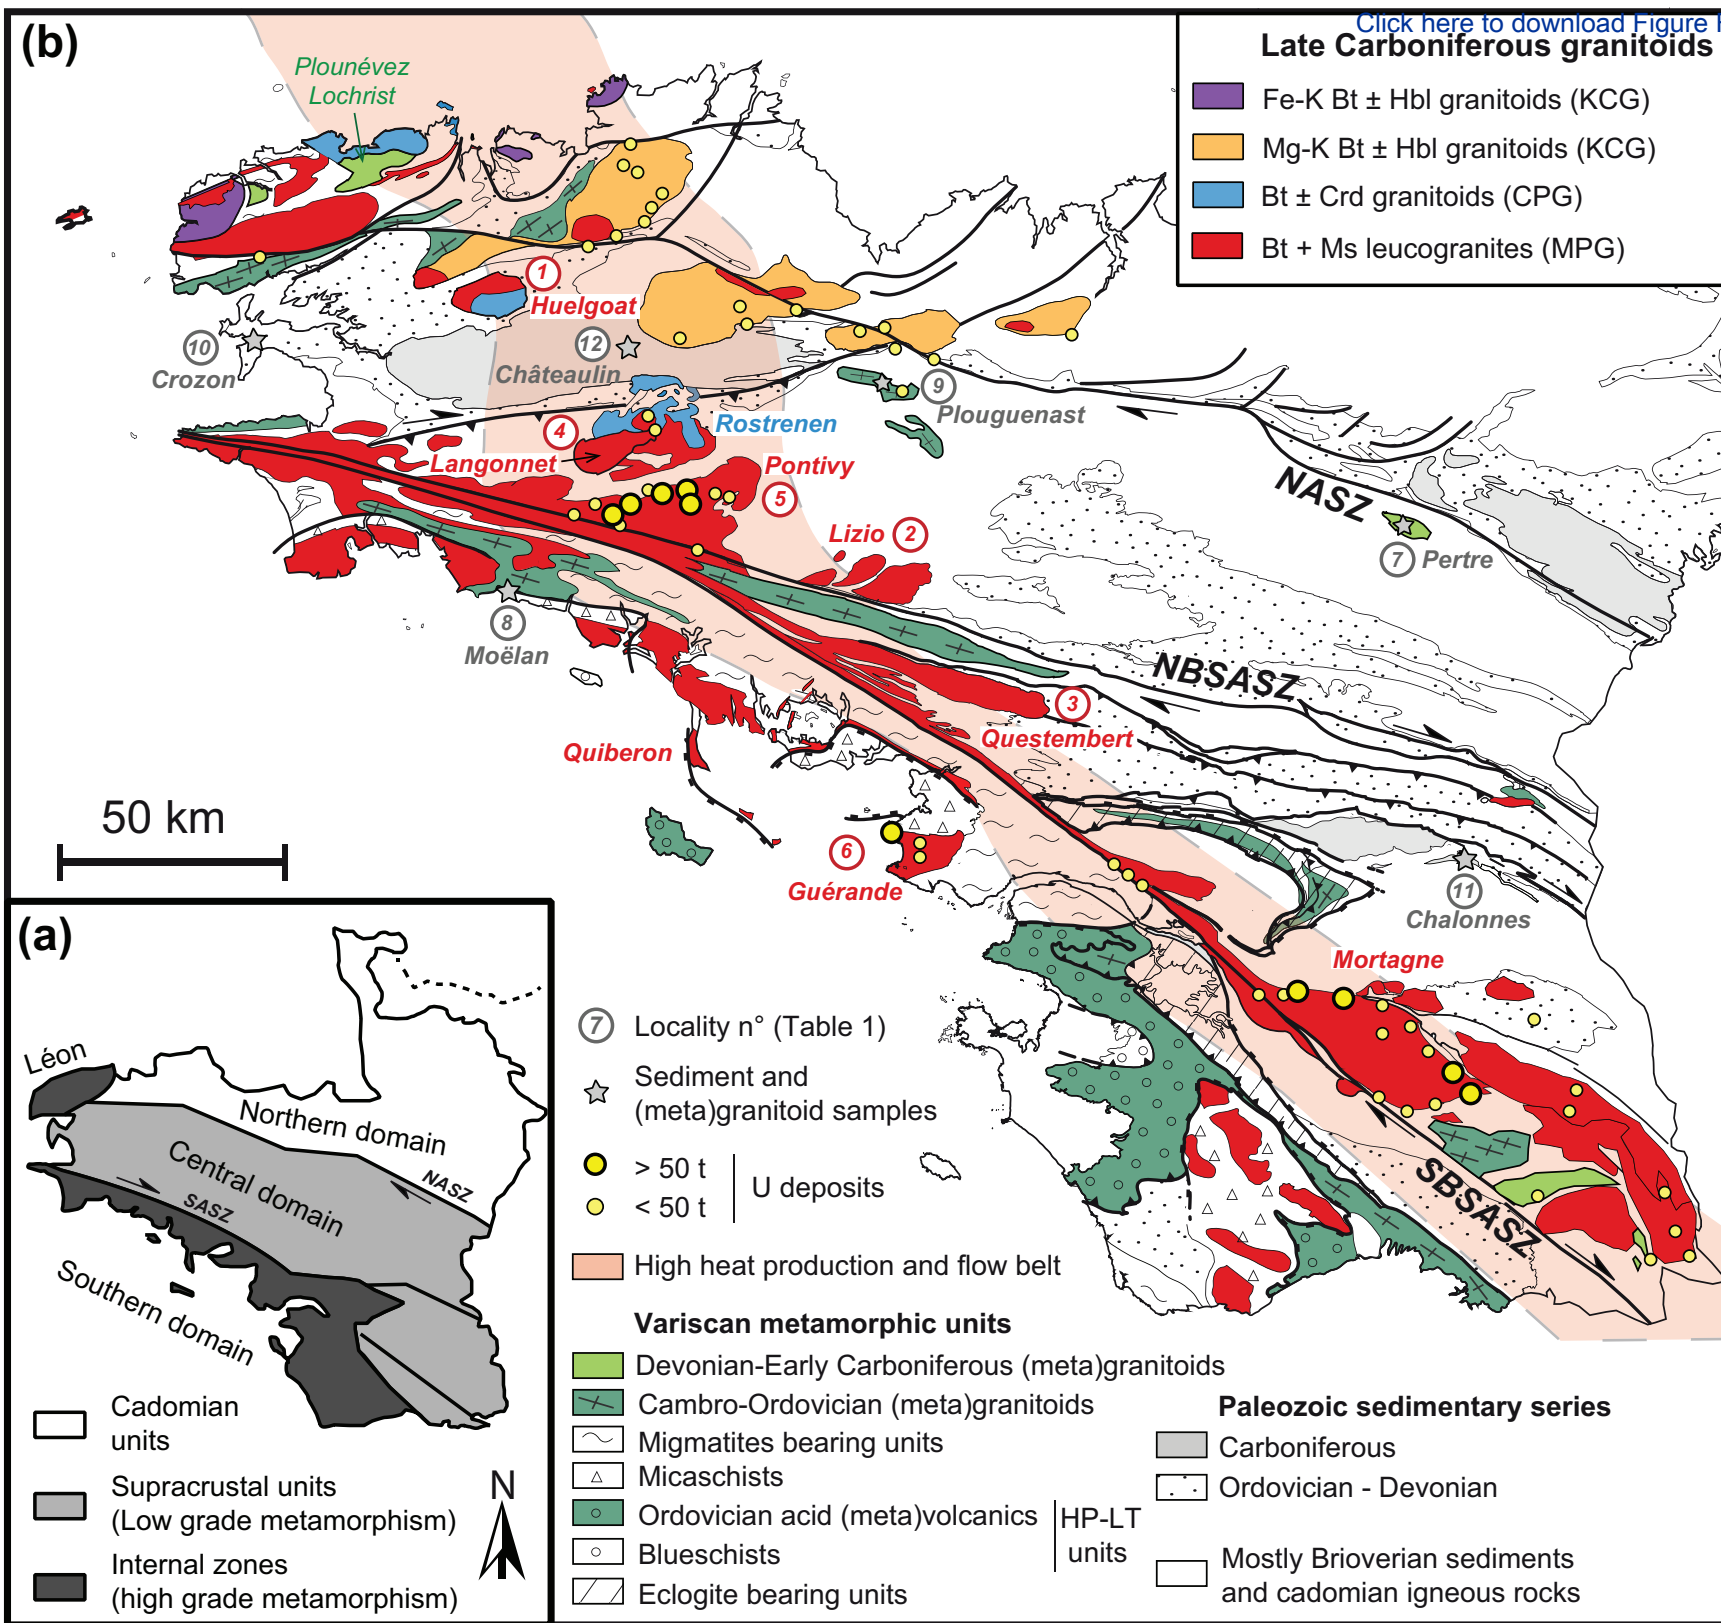 Click here to download Figure
(b)
Late Carboniferous granitoids
Fe-K Bt ± Hbl granitoids (KCG)
Mg-K Bt ± Hbl granitoids (KCG)
Bt ± Crd granitoids (CPG)
Bt + Ms leucogranites (MPG)
Plounévez
Lochrist
1
Huelgoat
10
Crozon
12
Châteaulin
9
Plouguenast
4
Rostrenen
Langonnet
Pontivy
5
NASZ
Lizio 2
7 Pertre
8
Moëlan
NBSASZ
3
Questembert
Quiberon
50 km
6
Guérande
11
Chalonnes
Mortagne
SBSASZ
(a)
Léon
Northern domain
Central domain
NASZ
SASZ
Southern domain
Cadomian
units
Supracrustal units
(Low grade metamorphism)
Internal zones
(high grade metamorphism)
N
7 Locality n° (Table 1)
Sediment and
(meta)granitoid samples
> 50 t
< 50 t
U deposits
High heat production and flow belt
Variscan metamorphic units
Devonian-Early Carboniferous (meta)granitoids
Cambro-Ordovician (meta)granitoids
Migmatites bearing units
Micaschists
Ordovician acid (meta)volcanics
Blueschists
Eclogite bearing units
HP-LT
units
Paleozoic sedimentary series
Carboniferous
Ordovician - Devonian
Mostly Brioverian sediments
and cadomian igneous rocks